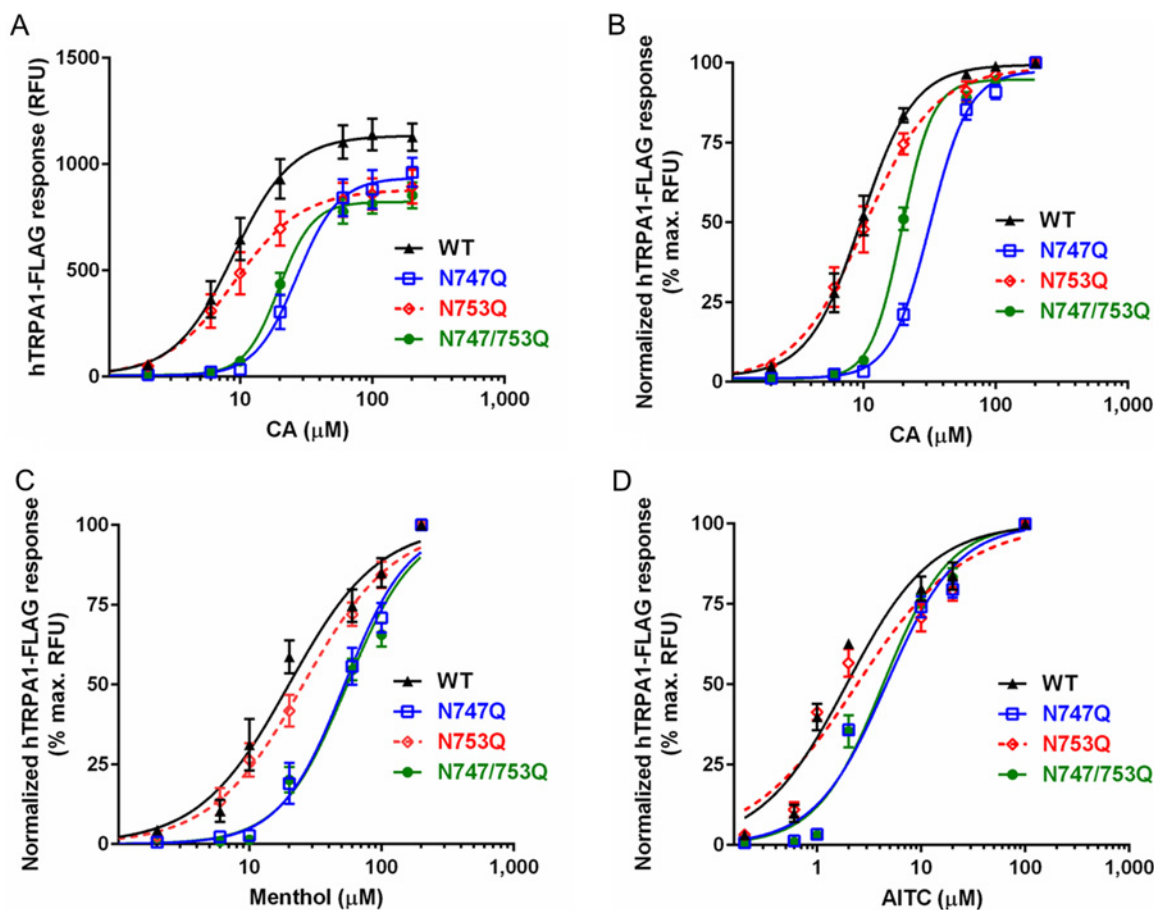 A
hTRPA1-FLAG response (RFU)
1500
1000
500
0
10
100
1,000
CA (μM)
WT
N747Q
N753Q
N747/753Q
B
Normalized hTRPA1-FLAG response
(% max. RFU)
100
75
50
25
0
10
100
1,000
CA (μM)
WT
N747Q
N753Q
N747/753Q
C
Normalized hTRPA1-FLAG response
(% max. RFU)
100
75
50
25
0
10
100
1,000
Menthol (μM)
WT
N747Q
N753Q
N747/753Q
D
Normalized hTRPA1-FLAG response
(% max. RFU)
100
75
50
25
0
1
10
100
1,000
AITC (μM)
WT
N747Q
N753Q
N747/753Q